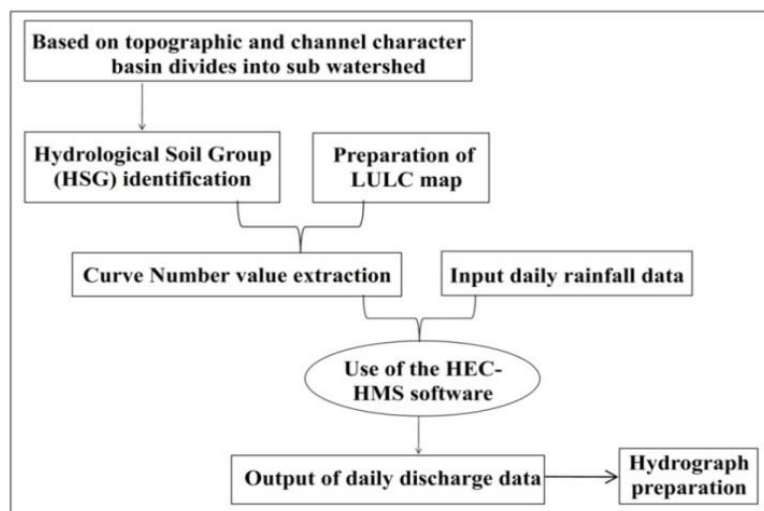 Based on topographic and channel character
basin divides into sub watershed
Hydrological Soil Group
(HSG) identification
Preparation of
LULC map
Curve Number value extraction
Input daily rainfall data
Use of the HEC-
HMS software
Output of daily discharge data
Hydrograph
preparation